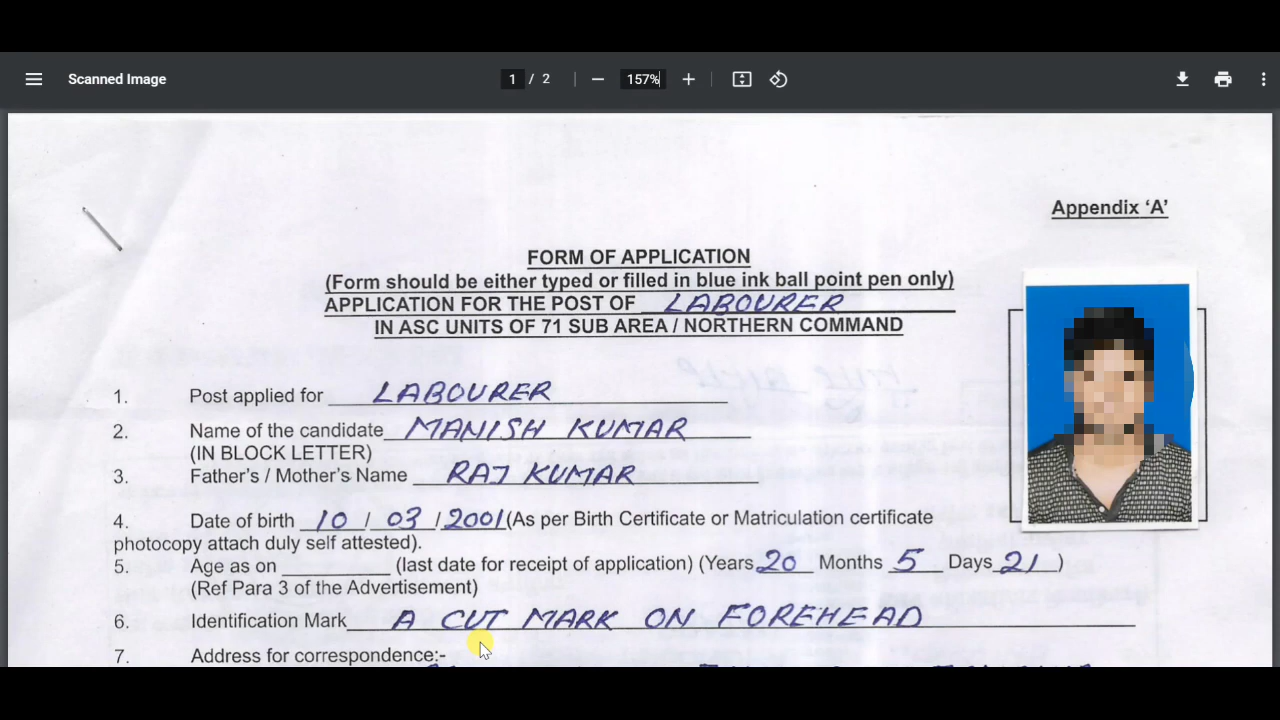 Scanned Image
1 / 2
157%
Appendix ‘A’
FORM OF APPLICATION
(Form should be either typed or filled in blue ink ball point pen only)
APPLICATION FOR THE POST OF LABOURER
IN ASC UNITS OF 71 SUB AREA / NORTHERN COMMAND
1. Post applied for LABOURER
2. Name of the candidate MANISH KUMAR
(IN BLOCK LETTER)
3. Father’s / Mother’s Name RAJ KUMAR
4. Date of birth 10 / 03 / 2001 (As per Birth Certificate or Matriculation certificate
photocopy attach duly self attested).
5. Age as on __________ (last date for receipt of application) (Years 20 Months 5 Days 21 )
(Ref Para 3 of the Advertisement)
6. Identification Mark A CUT MARK ON FOREHEAD
7. Address for correspondence:-